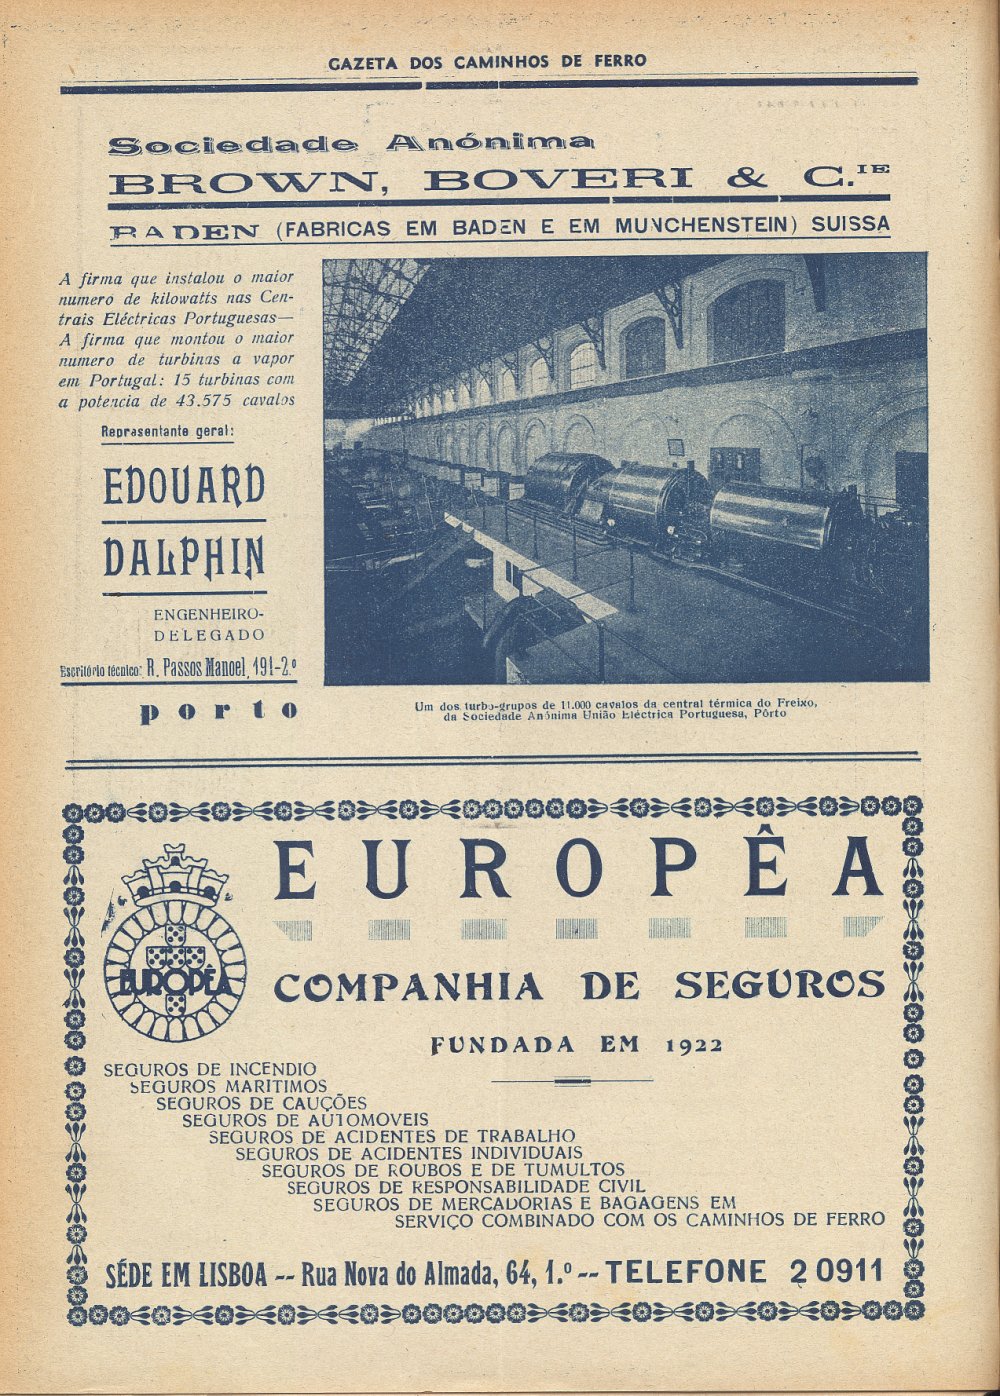 GAZETA DOS CAMINHOS DE FERRO
Sociedade Anónima
BROWN, BOVERI & C.IE
BADEN (FABRICAS EM BADEN E EM MUNCHENSTEIN) SUISSA
A firma que instalou o maior
numero de kilowatts nas Cen-
trais Eléctricas Portuguesas—
A firma que montou o maior
numero de turbinas a vapor
em Portugal: 15 turbinas com
a potencia de 43.575 cavalos
Representante geral:
EDOUARD
DALPHIN
ENGENHEIRO-
DELEGADO
Escritório técnico: R. Passos Manoel, 191-2.º
porto
Um dos turbo-grupos de 11.000 cavalos da central térmica do Freixo,
da Sociedade Anónima União Eléctrica Portuguesa, Pôrto
EUROPÊA
EUROPÊA
COMPANHIA DE SEGUROS
FUNDADA EM 1922
SEGUROS DE INCENDIO
SEGUROS MARITIMOS
SEGUROS DE CAUÇÕES
SEGUROS DE AUTOMOVEIS
SEGUROS DE ACIDENTES DE TRABALHO
SEGUROS DE ACIDENTES INDIVIDUAIS
SEGUROS DE ROUBOS E DE TUMULTOS
SEGUROS DE RESPONSABILIDADE CIVIL
SEGUROS DE MERCADORIAS E BAGAGENS EM
SERVIÇO COMBINADO COM OS CAMINHOS DE FERRO
SÉDE EM LISBOA -- Rua Nova do Almada, 64, 1.º -- TELEFONE 2 0911